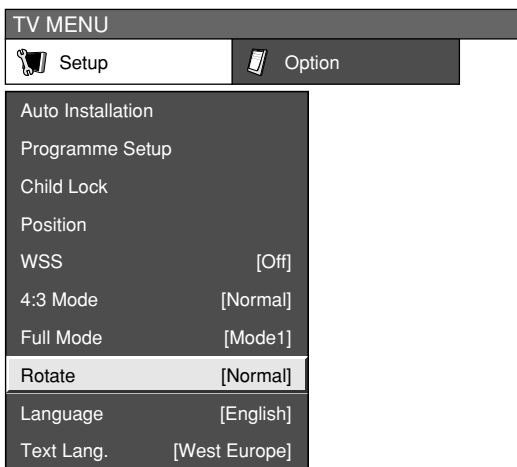 TV MENU
Setup Option
Auto Installation
Programme Setup
Child Lock
Position
WSS [Off]
4:3 Mode [Normal]
Full Mode [Mode1]
Rotate [Normal]
Language [English]
Text Lang. [West Europe]